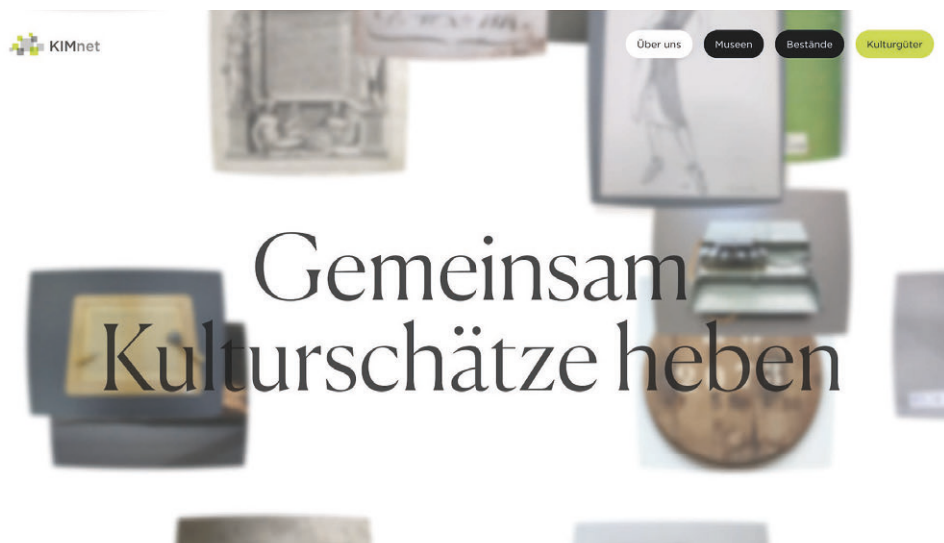 KIMnet
Über uns
Museen
Bestände
Kulturgüter
Gemeinsam
Kulturschätze heben